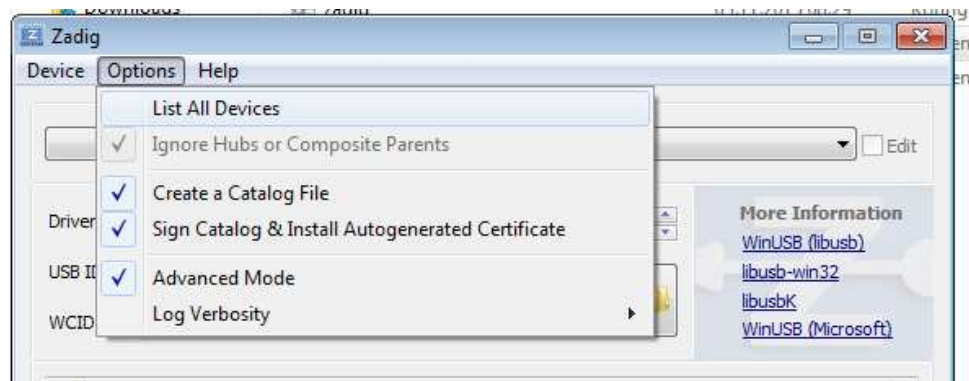 Downloads
zadig
Zadig
Device Options Help
List All Devices
Ignore Hubs or Composite Parents
Edit
Create a Catalog File
Sign Catalog & Install Autogenerated Certificate
Driver
More Information
WinUSB (libusb)
USB ID
Advanced Mode
libusb-win32
Log Verbosity
libusbK
WCID
WinUSB (Microsoft)